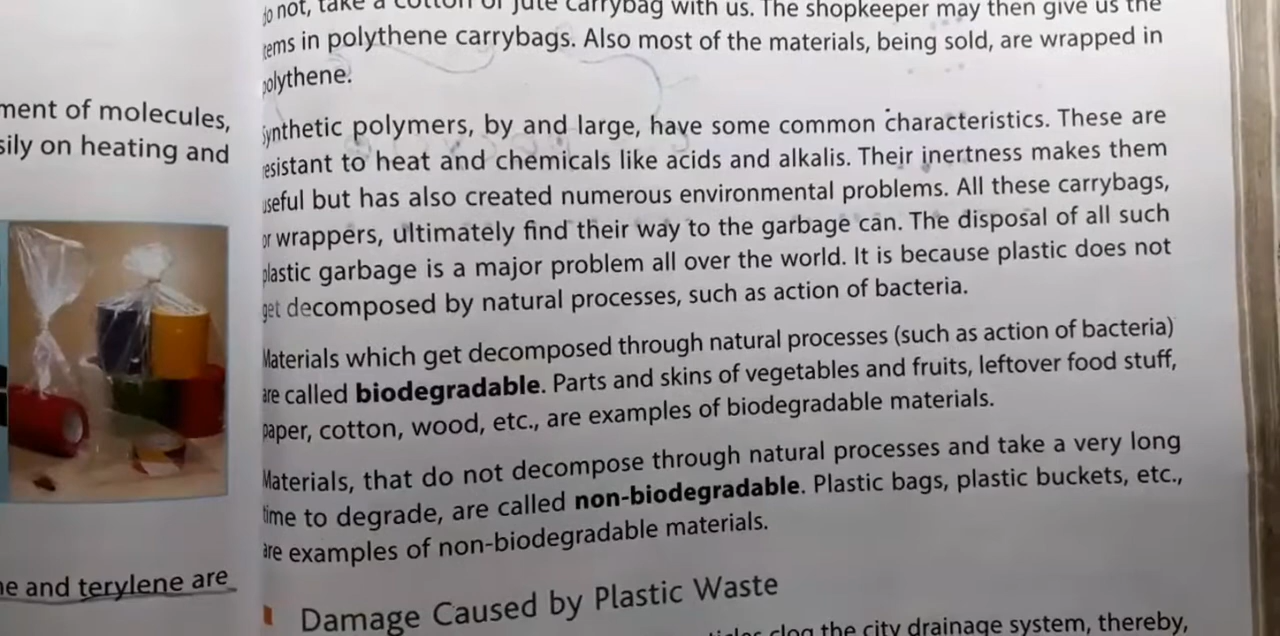 ment of molecules,
sily on heating and
ne and terylene are
do not, take a cotton or jute carrybag with us. The shopkeeper may then give us the
tems in polythene carrybags. Also most of the materials, being sold, are wrapped in
polythene.
Synthetic polymers, by and large, have some common characteristics. These are
resistant to heat and chemicals like acids and alkalis. Their inertness makes them
useful but has also created numerous environmental problems. All these carrybags,
or wrappers, ultimately find their way to the garbage can. The disposal of all such
plastic garbage is a major problem all over the world. It is because plastic does not
get decomposed by natural processes, such as action of bacteria.
Materials which get decomposed through natural processes (such as action of bacteria)
are called biodegradable. Parts and skins of vegetables and fruits, leftover food stuff,
paper, cotton, wood, etc., are examples of biodegradable materials.
Materials, that do not decompose through natural processes and take a very long
time to degrade, are called non-biodegradable. Plastic bags, plastic buckets, etc.,
are examples of non-biodegradable materials.
Damage Caused by Plastic Waste
clog the city drainage system, thereby,